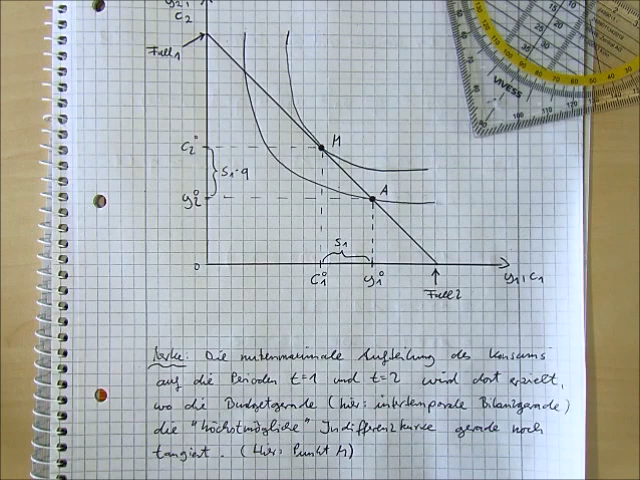 y2,
c2
Fall 1
c2°
S1·q
y2°
M
A
S1
0
c1°
y1°
y1, c1
Fall 2
Merke: Die nutzenmaximale Aufteilung des Konsums
auf die Perioden t=1 und t=2 wird dort erzielt,
wo die Budgetgerade (hier: intertemporale Bilanzgerade)
die "höchstmögliche" Indifferenzkurve gerade noch
tangiert. (Hier: Punkt M)
VIVESS